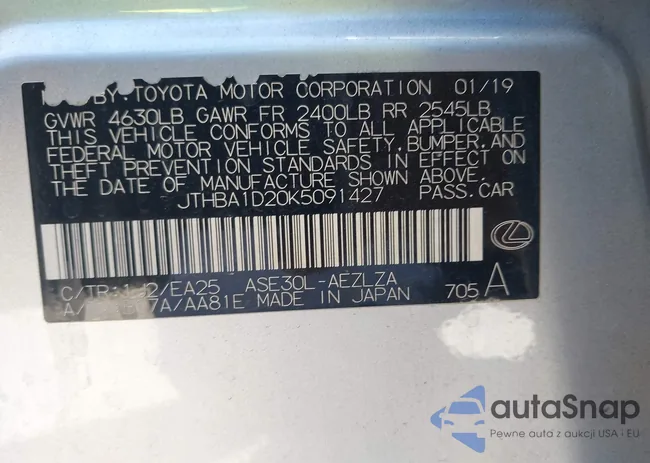 BY: TOYOTA MOTOR CORPORATION 01/19
GVWR 4630LB GAWR FR 2400LB RR 2545LB
THIS VEHICLE CONFORMS TO ALL APPLICABLE
FEDERAL MOTOR VEHICLE SAFETY, BUMPER, AND
THEFT PREVENTION STANDARDS IN EFFECT ON
THE DATE OF MANUFACTURE SHOWN ABOVE.
JTHBA1D20K5091427 PASS.CAR
C/TR: /EA25 ASE30L-AEZLZA
A/ 7A/AA81E MADE IN JAPAN 705 A
autaSnap
Pewne auta z aukcji USA i EU